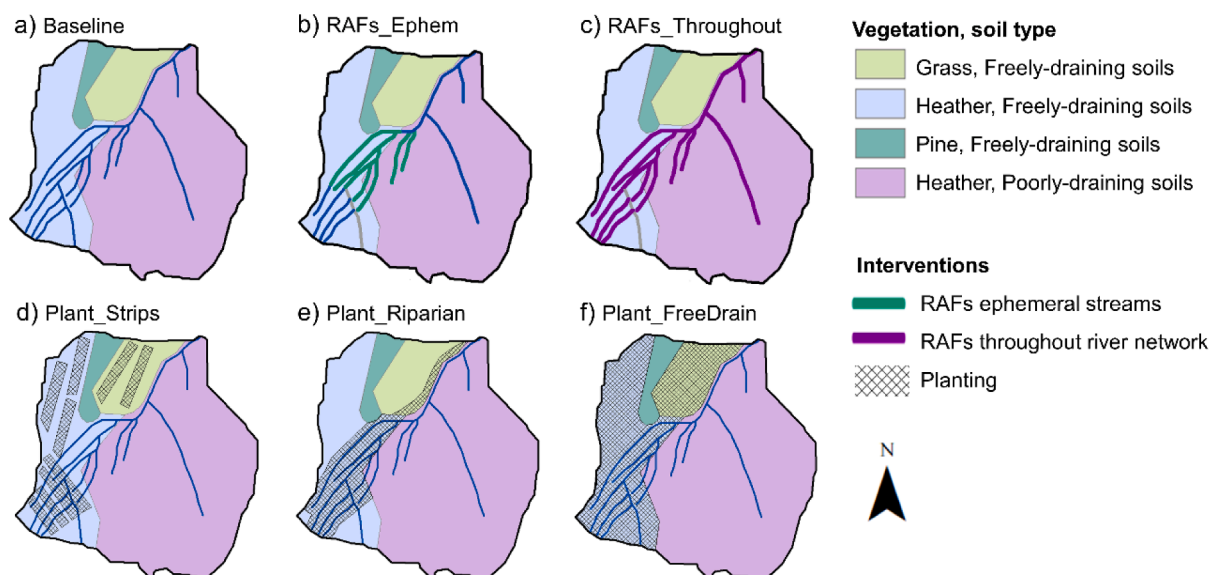 a) Baseline
b) RAFs_Ephem
c) RAFs_Throughout
Vegetation, soil type
Grass, Freely-draining soils
Heather, Freely-draining soils
Pine, Freely-draining soils
Heather, Poorly-draining soils
Interventions
RAFs ephemeral streams
RAFs throughout river network
Planting
d) Plant_Strips
e) Plant_Riparian
f) Plant_FreeDrain
N